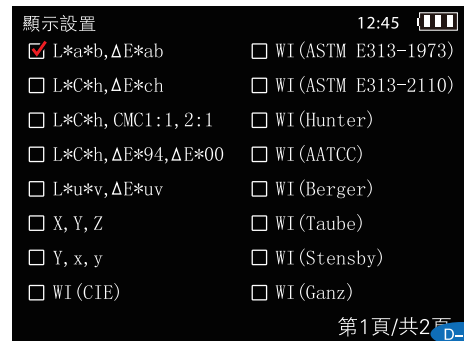 顯示設置 12:45
L*a*b,ΔE*ab
L*C*h,ΔE*ch
L*C*h,CMC1:1,2:1
L*C*h,ΔE*94,ΔE*00
L*u*v,ΔE*uv
X,Y,Z
Y,x,y
WI(CIE)
WI(ASTM E313-1973)
WI(ASTM E313-2110)
WI(Hunter)
WI(AATCC)
WI(Berger)
WI(Taube)
WI(Stensby)
WI(Ganz)
第1頁/共2頁
D-